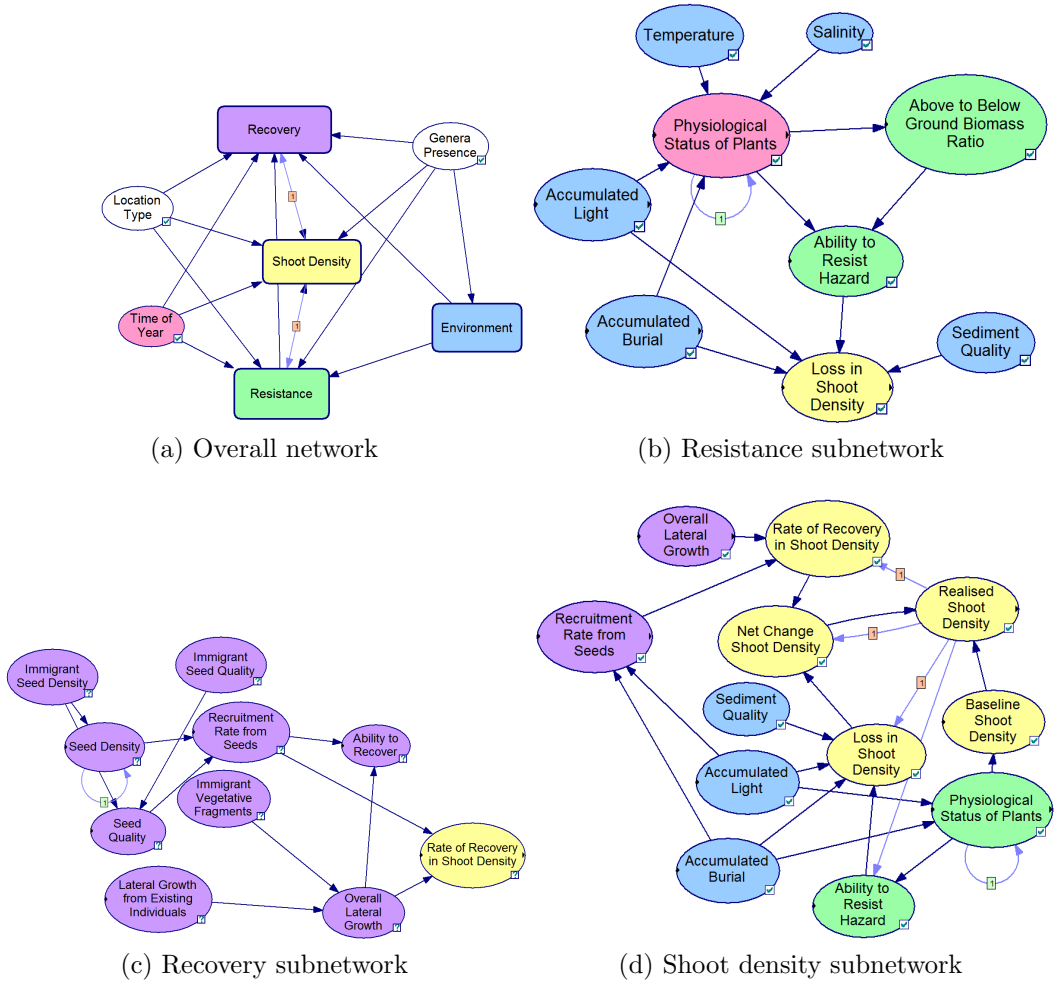 Recovery
Genera
Presence
1
Location
Type
Shoot Density
Time of
Year
1
Environment
Resistance
(a) Overall network
Temperature
Salinity
Physiological
Status of Plants
Above to Below
Ground Biomass
Ratio
Accumulated
Light
1
Ability to
Resist
Hazard
Accumulated
Burial
Sediment
Quality
Loss in
Shoot
Density
(b) Resistance subnetwork
Immigrant
Seed Density
Immigrant
Seed Quality
Seed Density
Recruitment
Rate from
Seeds
Ability to
Recover
1
Immigrant
Vegetative
Fragments
Seed
Quality
Rate of Recovery
in Shoot Density
Lateral Growth
from Existing
Individuals
Overall
Lateral
Growth
(c) Recovery subnetwork
Overall
Lateral
Growth
Rate of Recovery
in Shoot Density
1
Realised
Shoot
Density
Recruitment
Rate from
Seeds
Net Change
Shoot Density
1
1
Sediment
Quality
Baseline
Shoot
Density
Loss in
Shoot
Density
Accumulated
Light
Physiological
Status of Plants
Accumulated
Burial
1
Ability to
Resist
Hazard
(d) Shoot density subnetwork